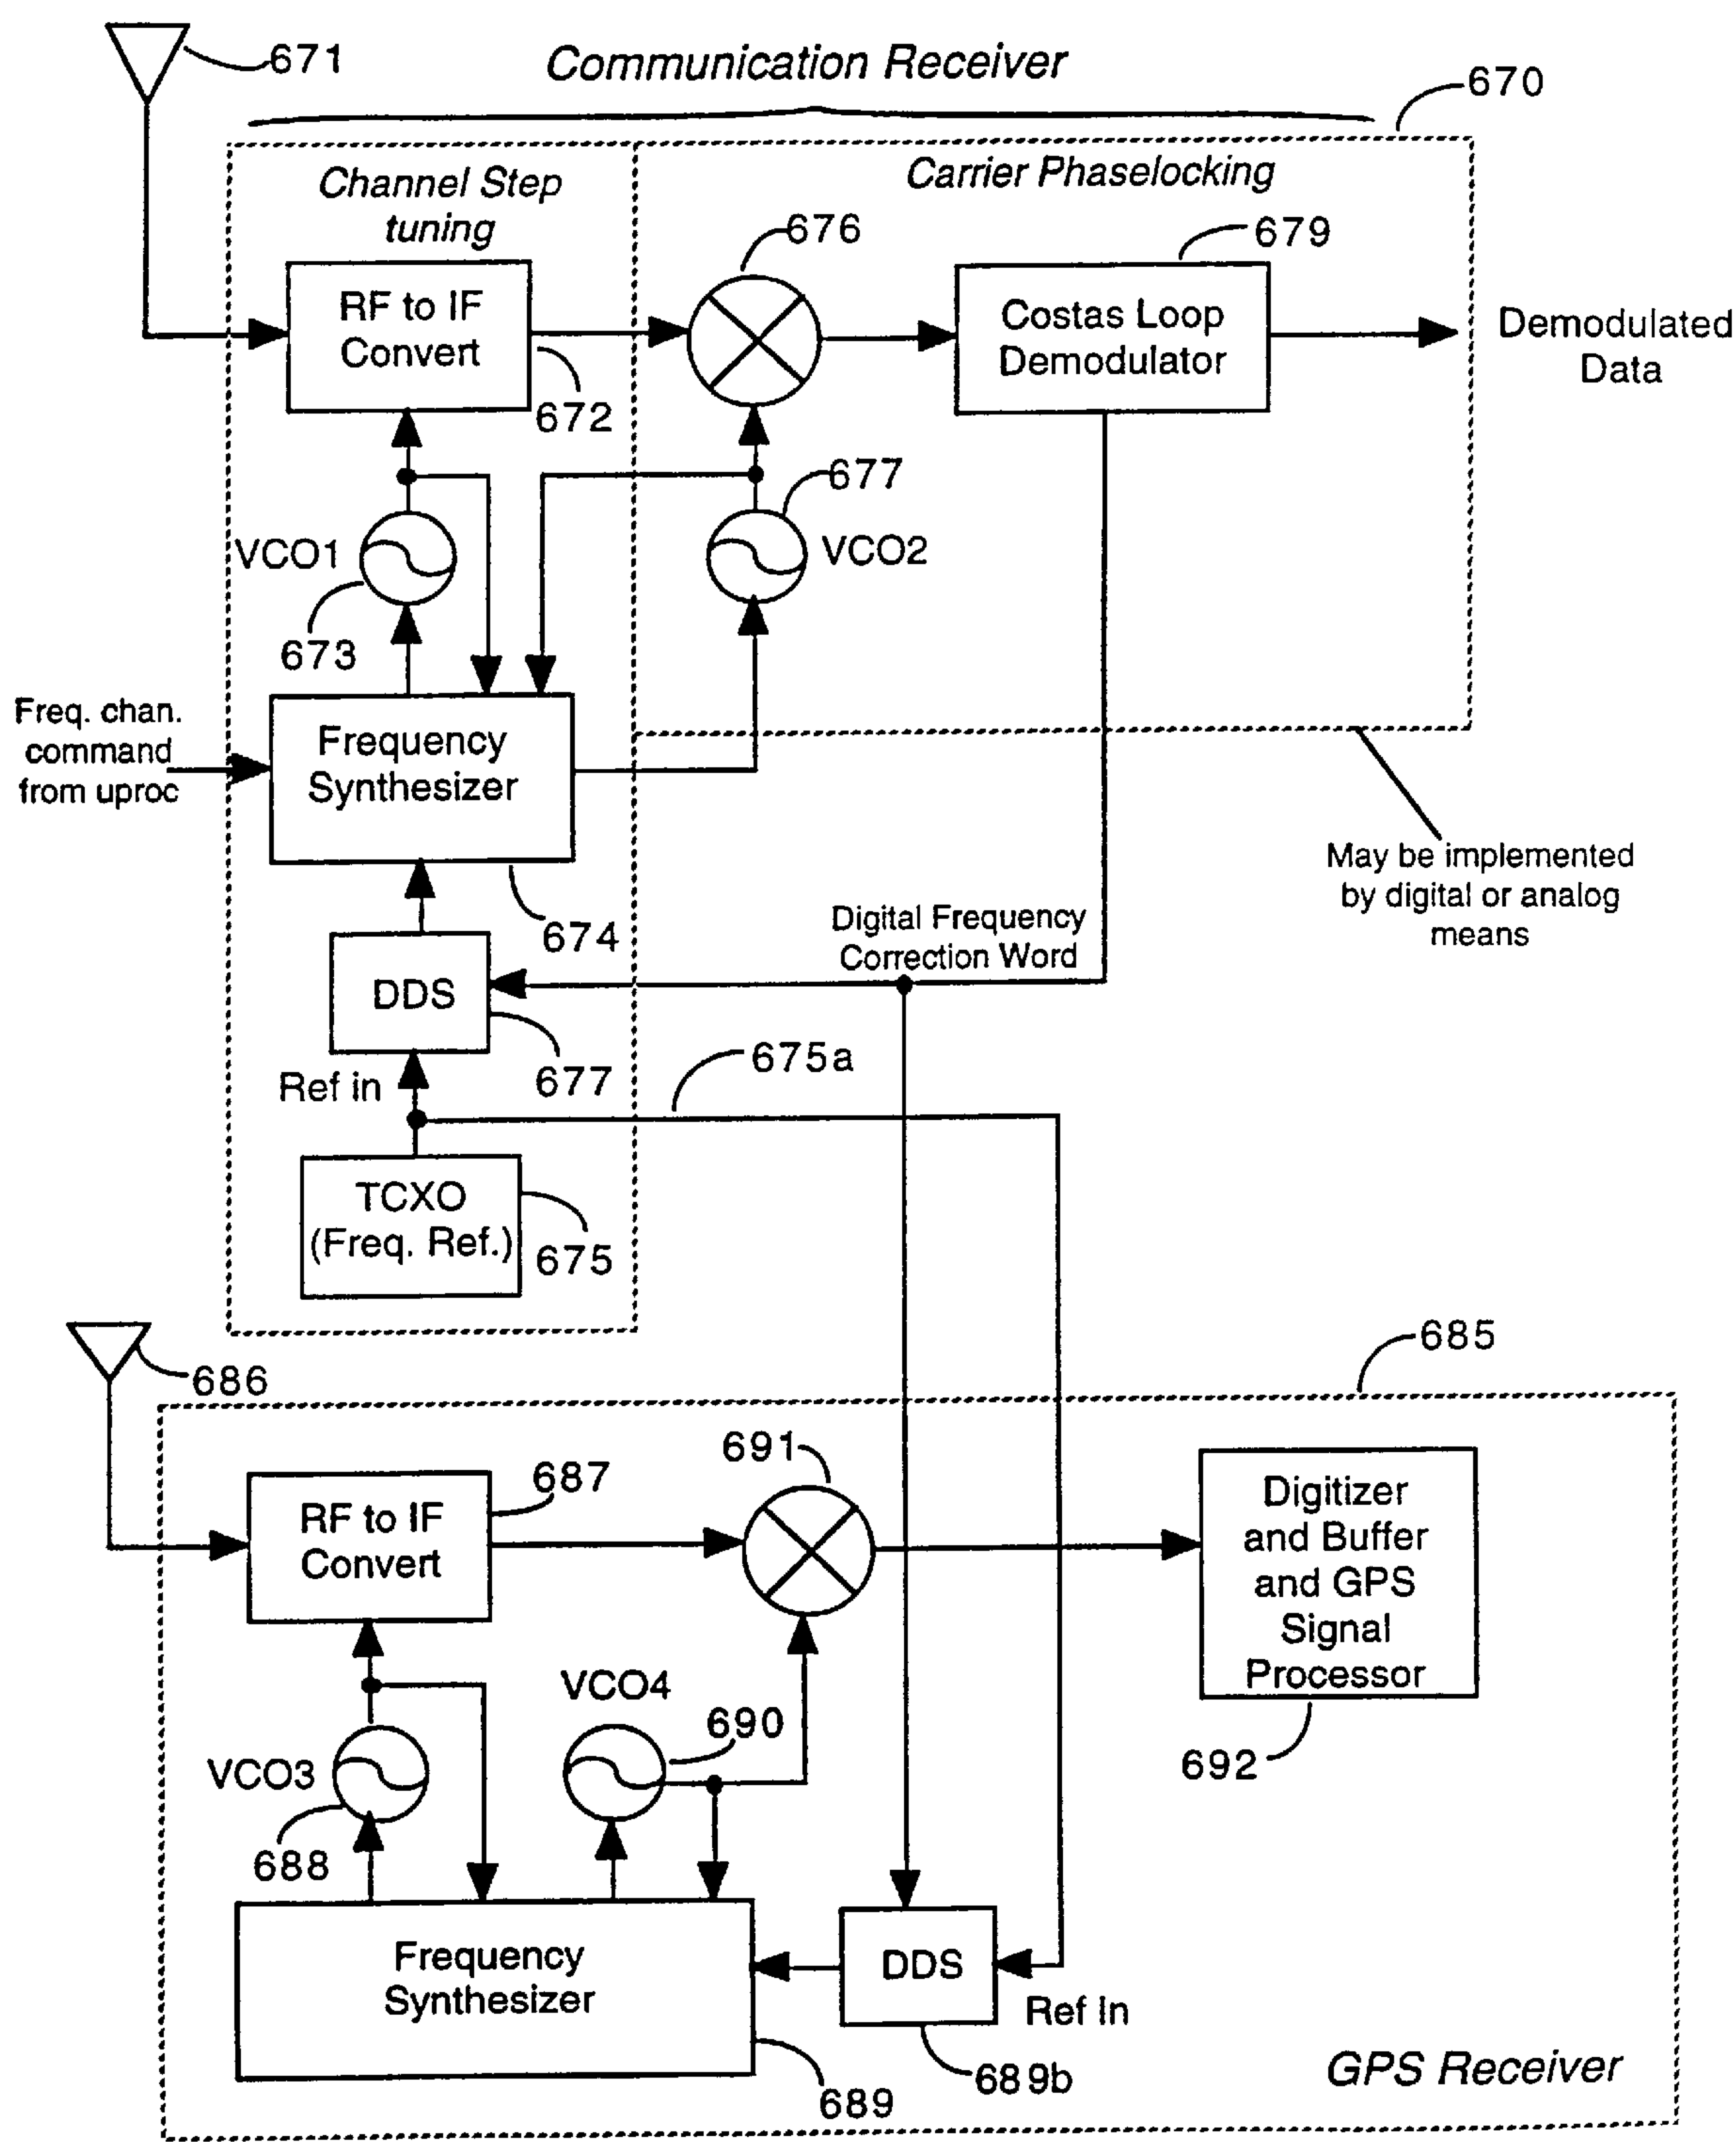 671
Communication Receiver
670
Channel Step
tuning
Carrier Phaselocking
676
679
RF to IF
Convert
Costas Loop
Demodulator
Demodulated
Data
672
677
VCO1
VCO2
673
Freq. chan.
command
from uproc
Frequency
Synthesizer
May be implemented
by digital or analog
means
674
Digital Frequency
Correction Word
DDS
677
675a
Ref in
TCXO
(Freq. Ref.)
675
686
685
691
687
RF to IF
Convert
Digitizer
and Buffer
and GPS
Signal
Processor
VCO4
690
VCO3
692
688
Frequency
Synthesizer
DDS
Ref In
689b
689
GPS Receiver